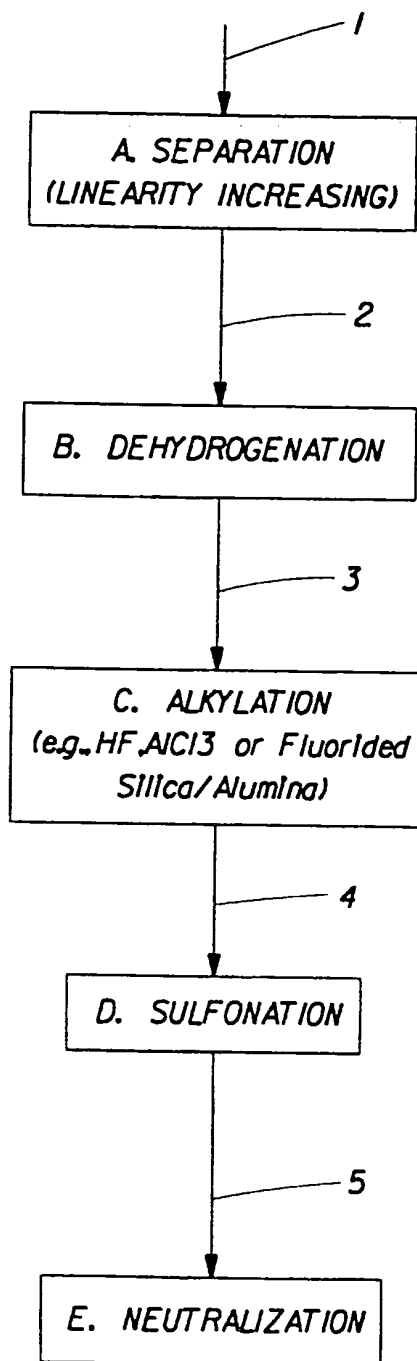 1
A. SEPARATION
(LINEARITY INCREASING)
2
B. DEHYDROGENATION
3
C. ALKYLATION
(e.g., HF, AlCl3 or Fluorided
Silica/Alumina)
4
D. SULFONATION
5
E. NEUTRALIZATION